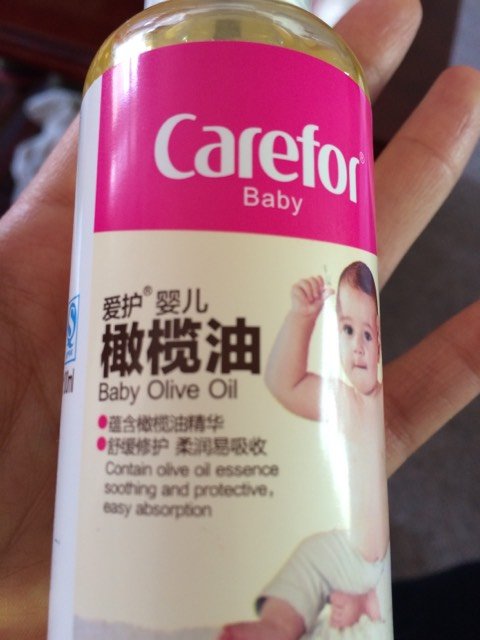 Carefor®
Baby
爱护®婴儿
橄榄油
Baby Olive Oil
蕴含橄榄油精华
舒缓修护 柔润易吸收
Contain olive oil essence
soothing and protective,
easy absorption